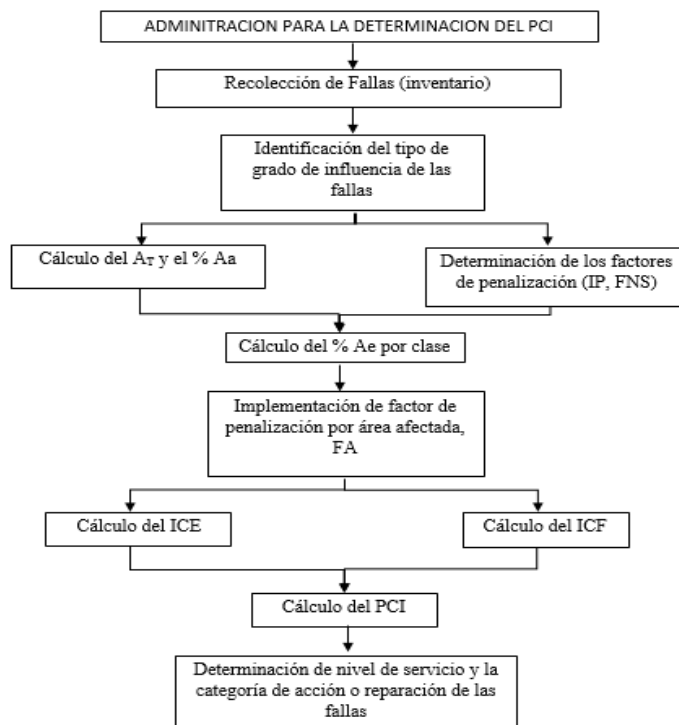 ADMINITRACION PARA LA DETERMINACION DEL PCI
Recolección de Fallas (inventario)
Identificación del tipo de
grado de influencia de las
fallas
Cálculo del AT y el % Aa
Determinación de los factores
de penalización (IP, FNS)
Cálculo del % Ae por clase
Implementación de factor de
penalización por área afectada,
FA
Cálculo del ICE
Cálculo del ICF
Cálculo del PCI
Determinación de nivel de servicio y la
categoría de acción o reparación de las
fallas